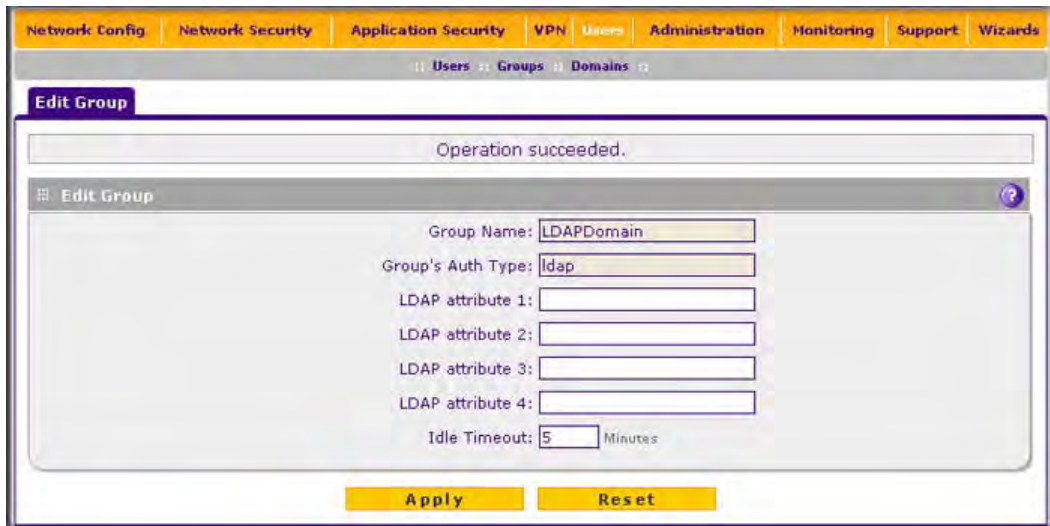 Network Config Network Security Application Security VPN Users Administration Monitoring Support Wizards
Users Groups Domains
Edit Group
Operation succeeded.
Edit Group ?
Group Name: LDAPDomain
Group's Auth Type: ldap
LDAP attribute 1:
LDAP attribute 2:
LDAP attribute 3:
LDAP attribute 4:
Idle Timeout: 5 Minutes
Apply Reset